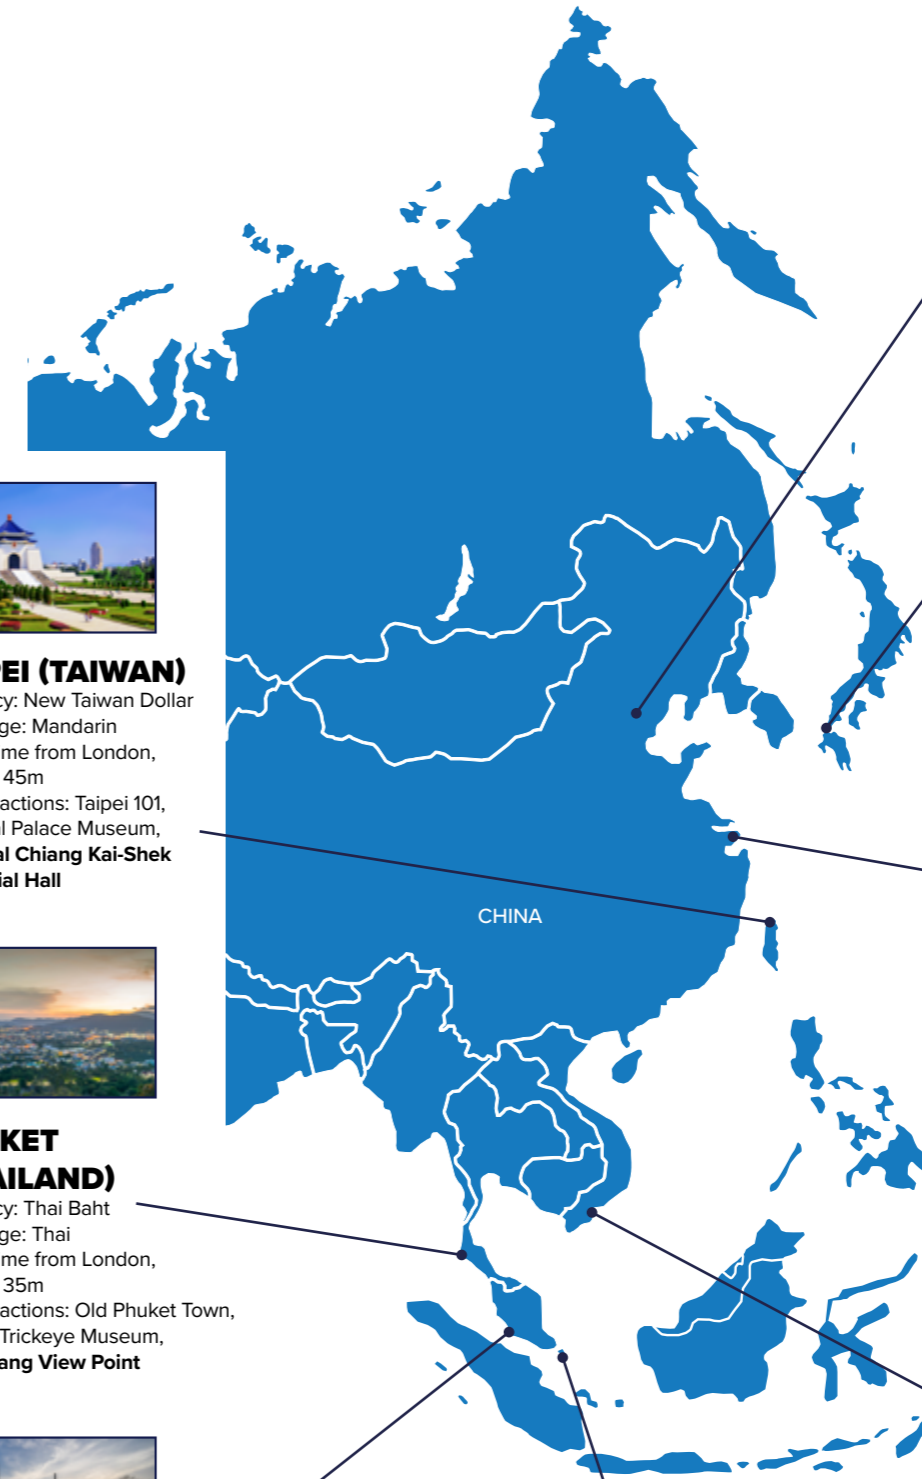 PEI (TAIWAN)
cy: New Taiwan Dollar
ge: Mandarin
me from London,
45m
actions: Taipei 101,
l Palace Museum,
al Chiang Kai-Shek
ial Hall
CHINA
KET
AILAND)
cy: Thai Baht
ge: Thai
me from London,
35m
actions: Old Phuket Town,
Trickeye Museum,
ang View Point